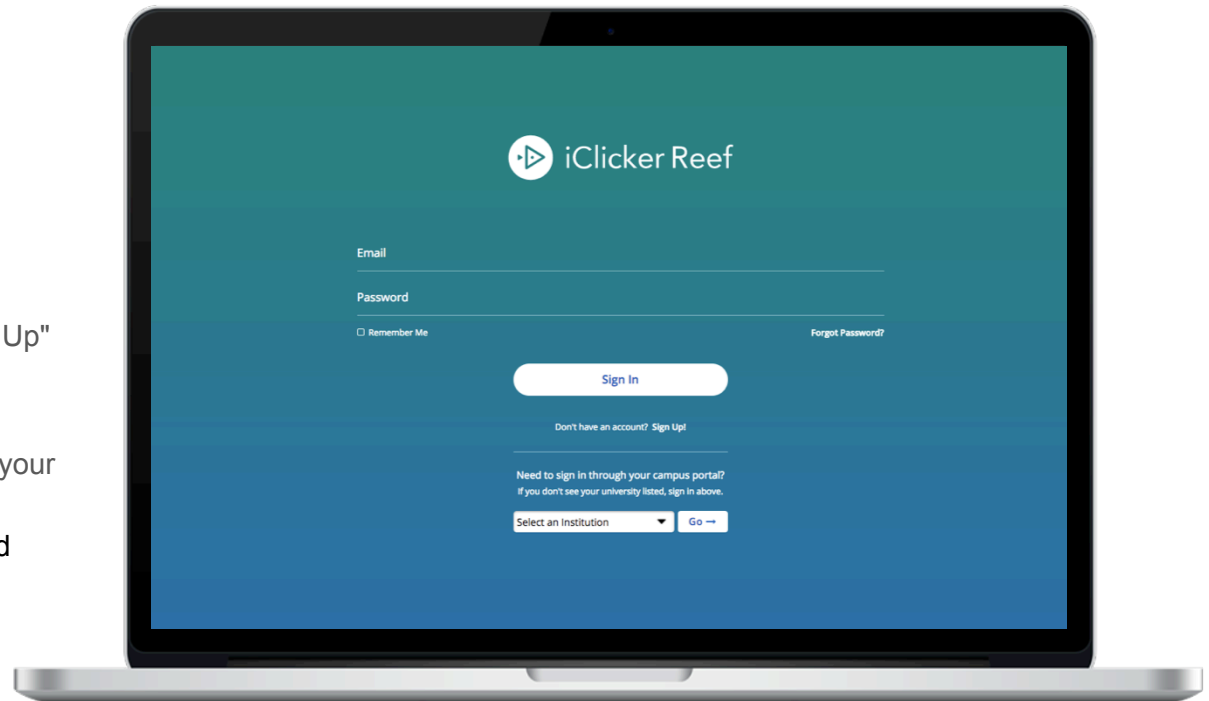 iClicker Reef
Email
Password
Remember Me
Forgot Password?
Up"
Sign In
Don't have an account? Sign Up!
your
Need to sign in through your campus portal?
If you don't see your university listed, sign in above.
Select an Institution
Go →
d